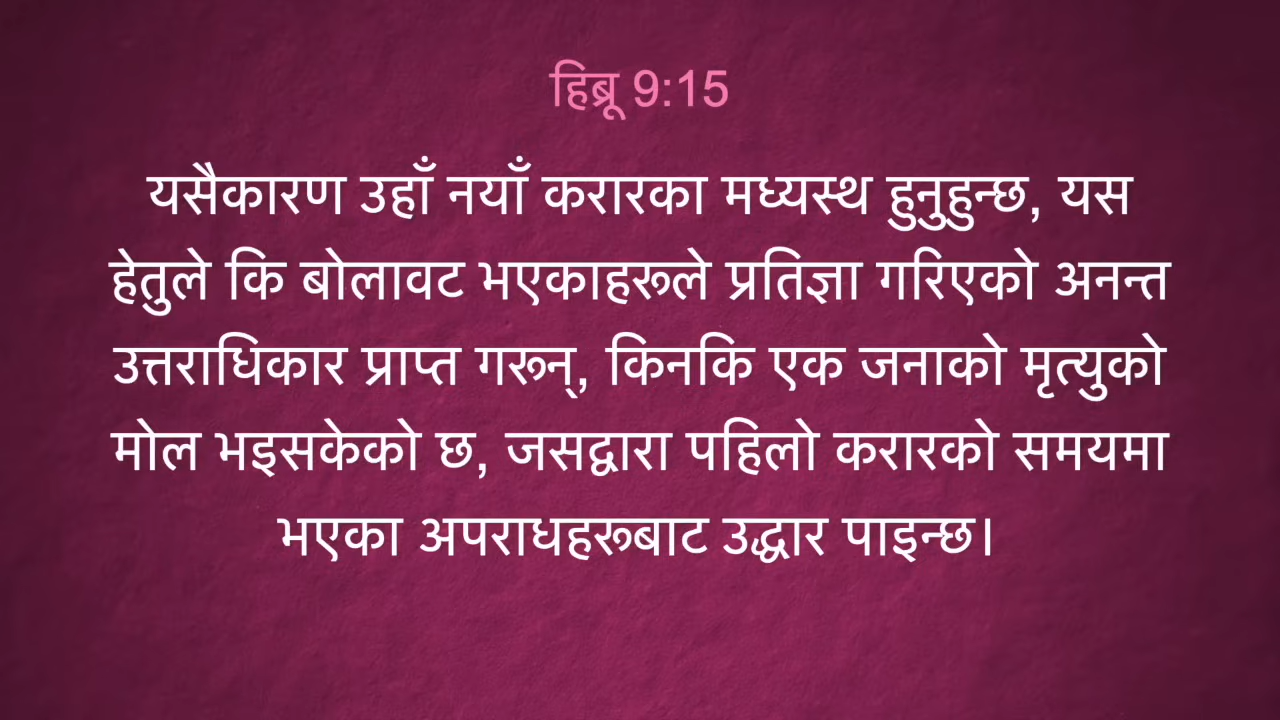 हिब्रू 9:15
यसैकारण उहाँ नयाँ करारका मध्यस्थ हुनुहुन्छ, यस
हेतुले कि बोलावट भएकाहरूले प्रतिज्ञा गरिएको अनन्त
उत्तराधिकार प्राप्त गरून्, किनकि एक जनाको मृत्युको
मोल भइसकेको छ, जसद्वारा पहिलो करारको समयमा
भएका अपराधहरूबाट उद्धार पाइन्छ।